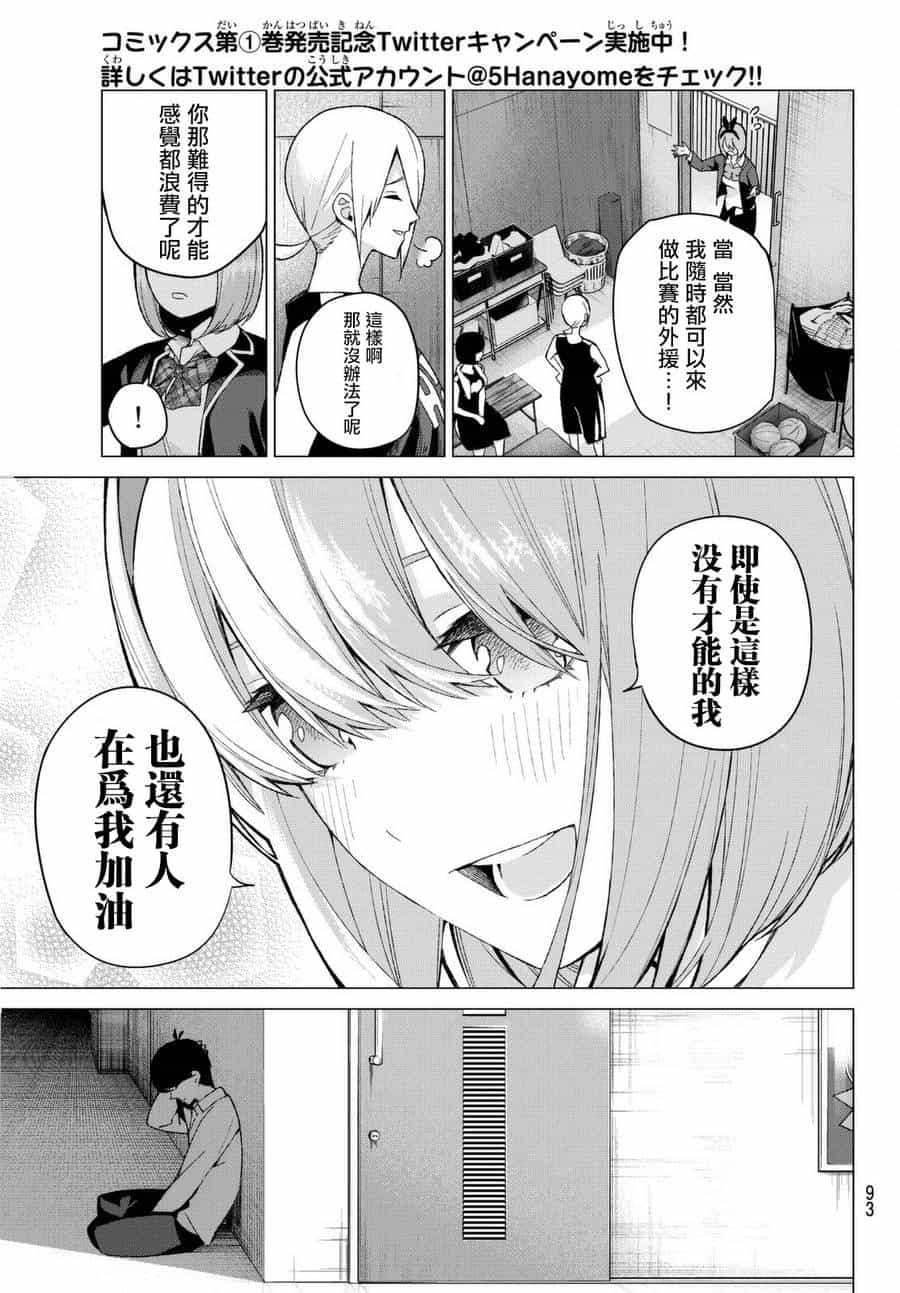 コミックス第①巻発売記念Twitterキャンペーン実施中！
詳しくはTwitterの公式アカウント@5Hanayomeをチェック!!
當 當然
我隨時都可以來
做比賽的外援…！
這樣啊
那就沒辦法了呢
你那難得的才能
感覺都浪費了呢
！
即使是這樣
没有才能的我
也還有人
在爲我加油
93